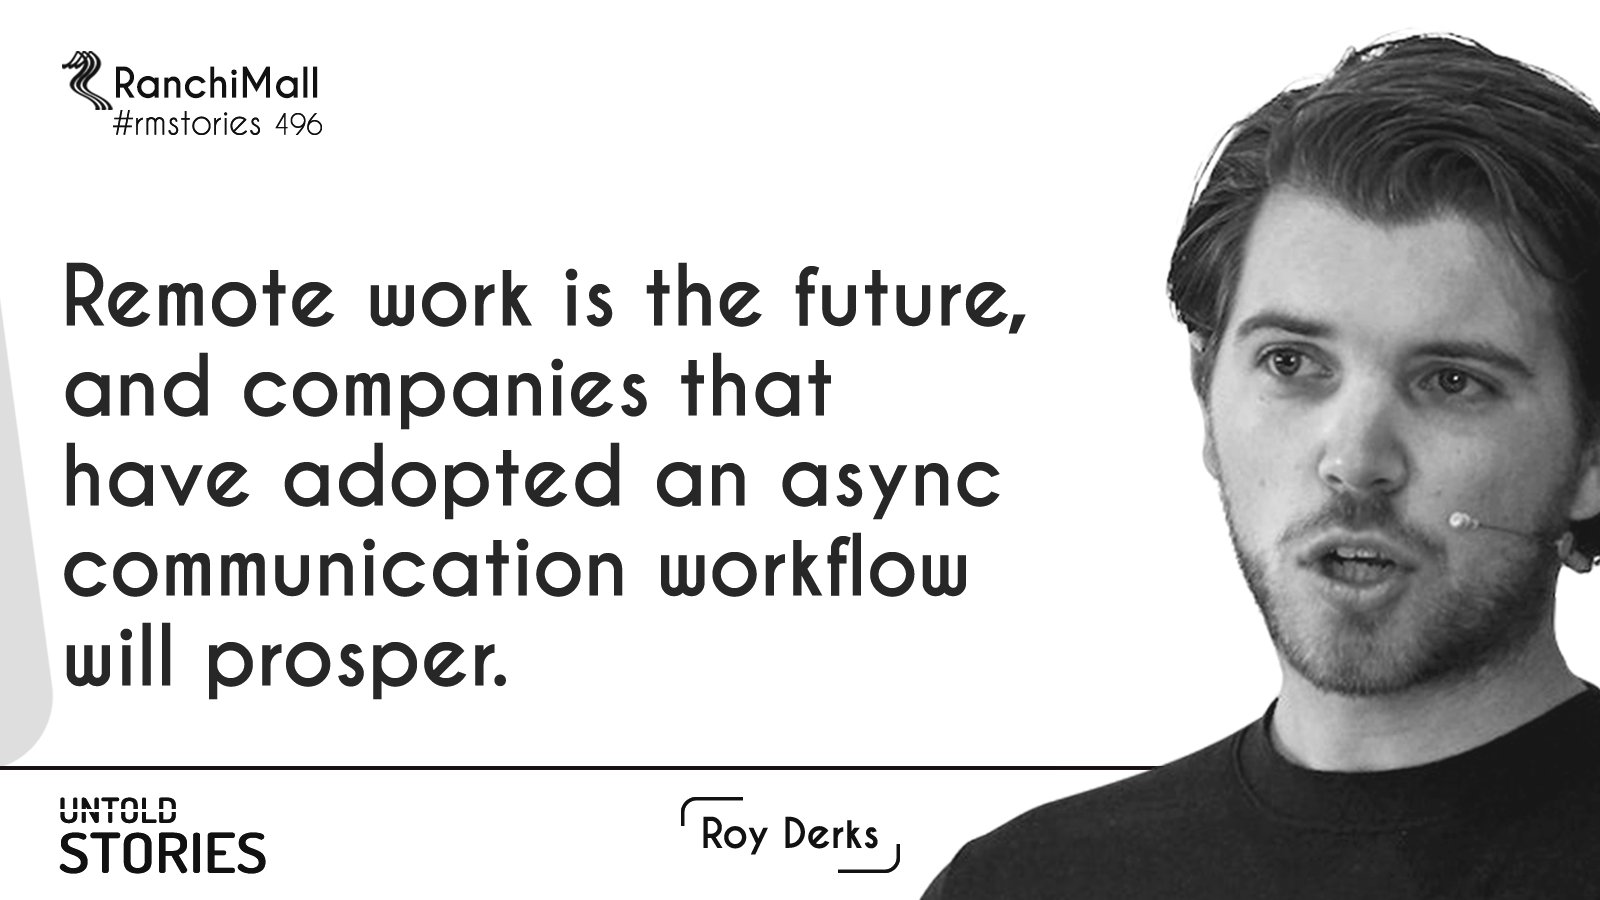 RanchiMall
#rmstories 496
Remote work is the future,
and companies that
have adopted an async
communication workflow
will prosper.
UNTOLD
STORIES
Roy Derks